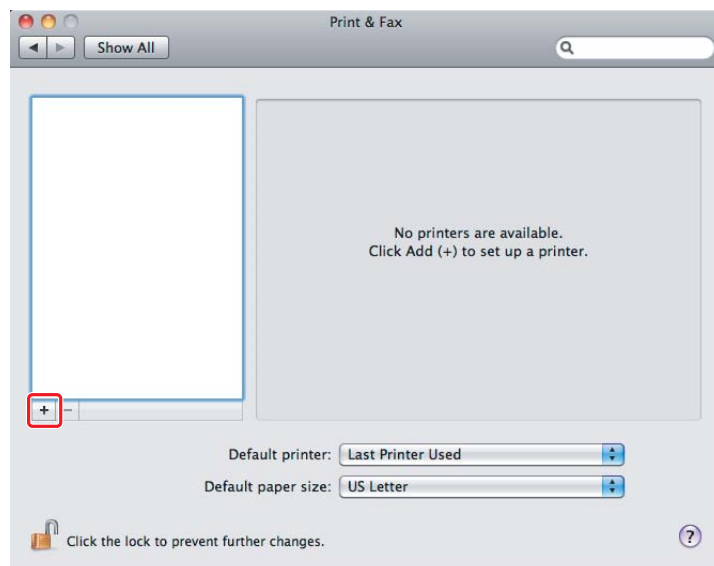 Print & Fax
Show All
No printers are available.
Click Add (+) to set up a printer.
+ −
Default printer: Last Printer Used
Default paper size: US Letter
Click the lock to prevent further changes.
?